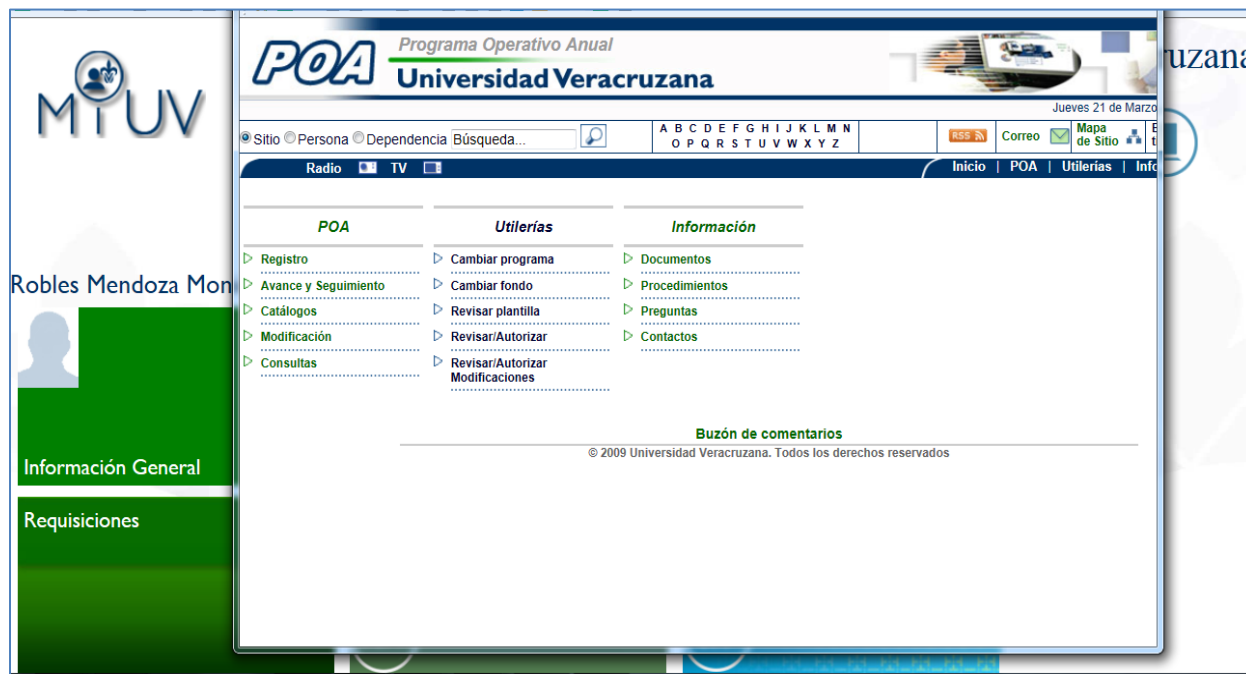 MiUV
Robles Mendoza Mon
Información General
Requisiciones
uzana
POA
Programa Operativo Anual
Universidad Veracruzana
Jueves 21 de Marzo
Sitio Persona Dependencia Búsqueda...
A B C D E F G H I J K L M N
O P Q R S T U V W X Y Z
RSS
Correo
Mapa
de Sitio
Radio TV
Inicio | POA | Utilerías | Info
POA
Registro
Avance y Seguimiento
Catálogos
Modificación
Consultas
Utilerías
Cambiar programa
Cambiar fondo
Revisar plantilla
Revisar/Autorizar
Revisar/Autorizar
Modificaciones
Información
Documentos
Procedimientos
Preguntas
Contactos
Buzón de comentarios
© 2009 Universidad Veracruzana. Todos los derechos reservados